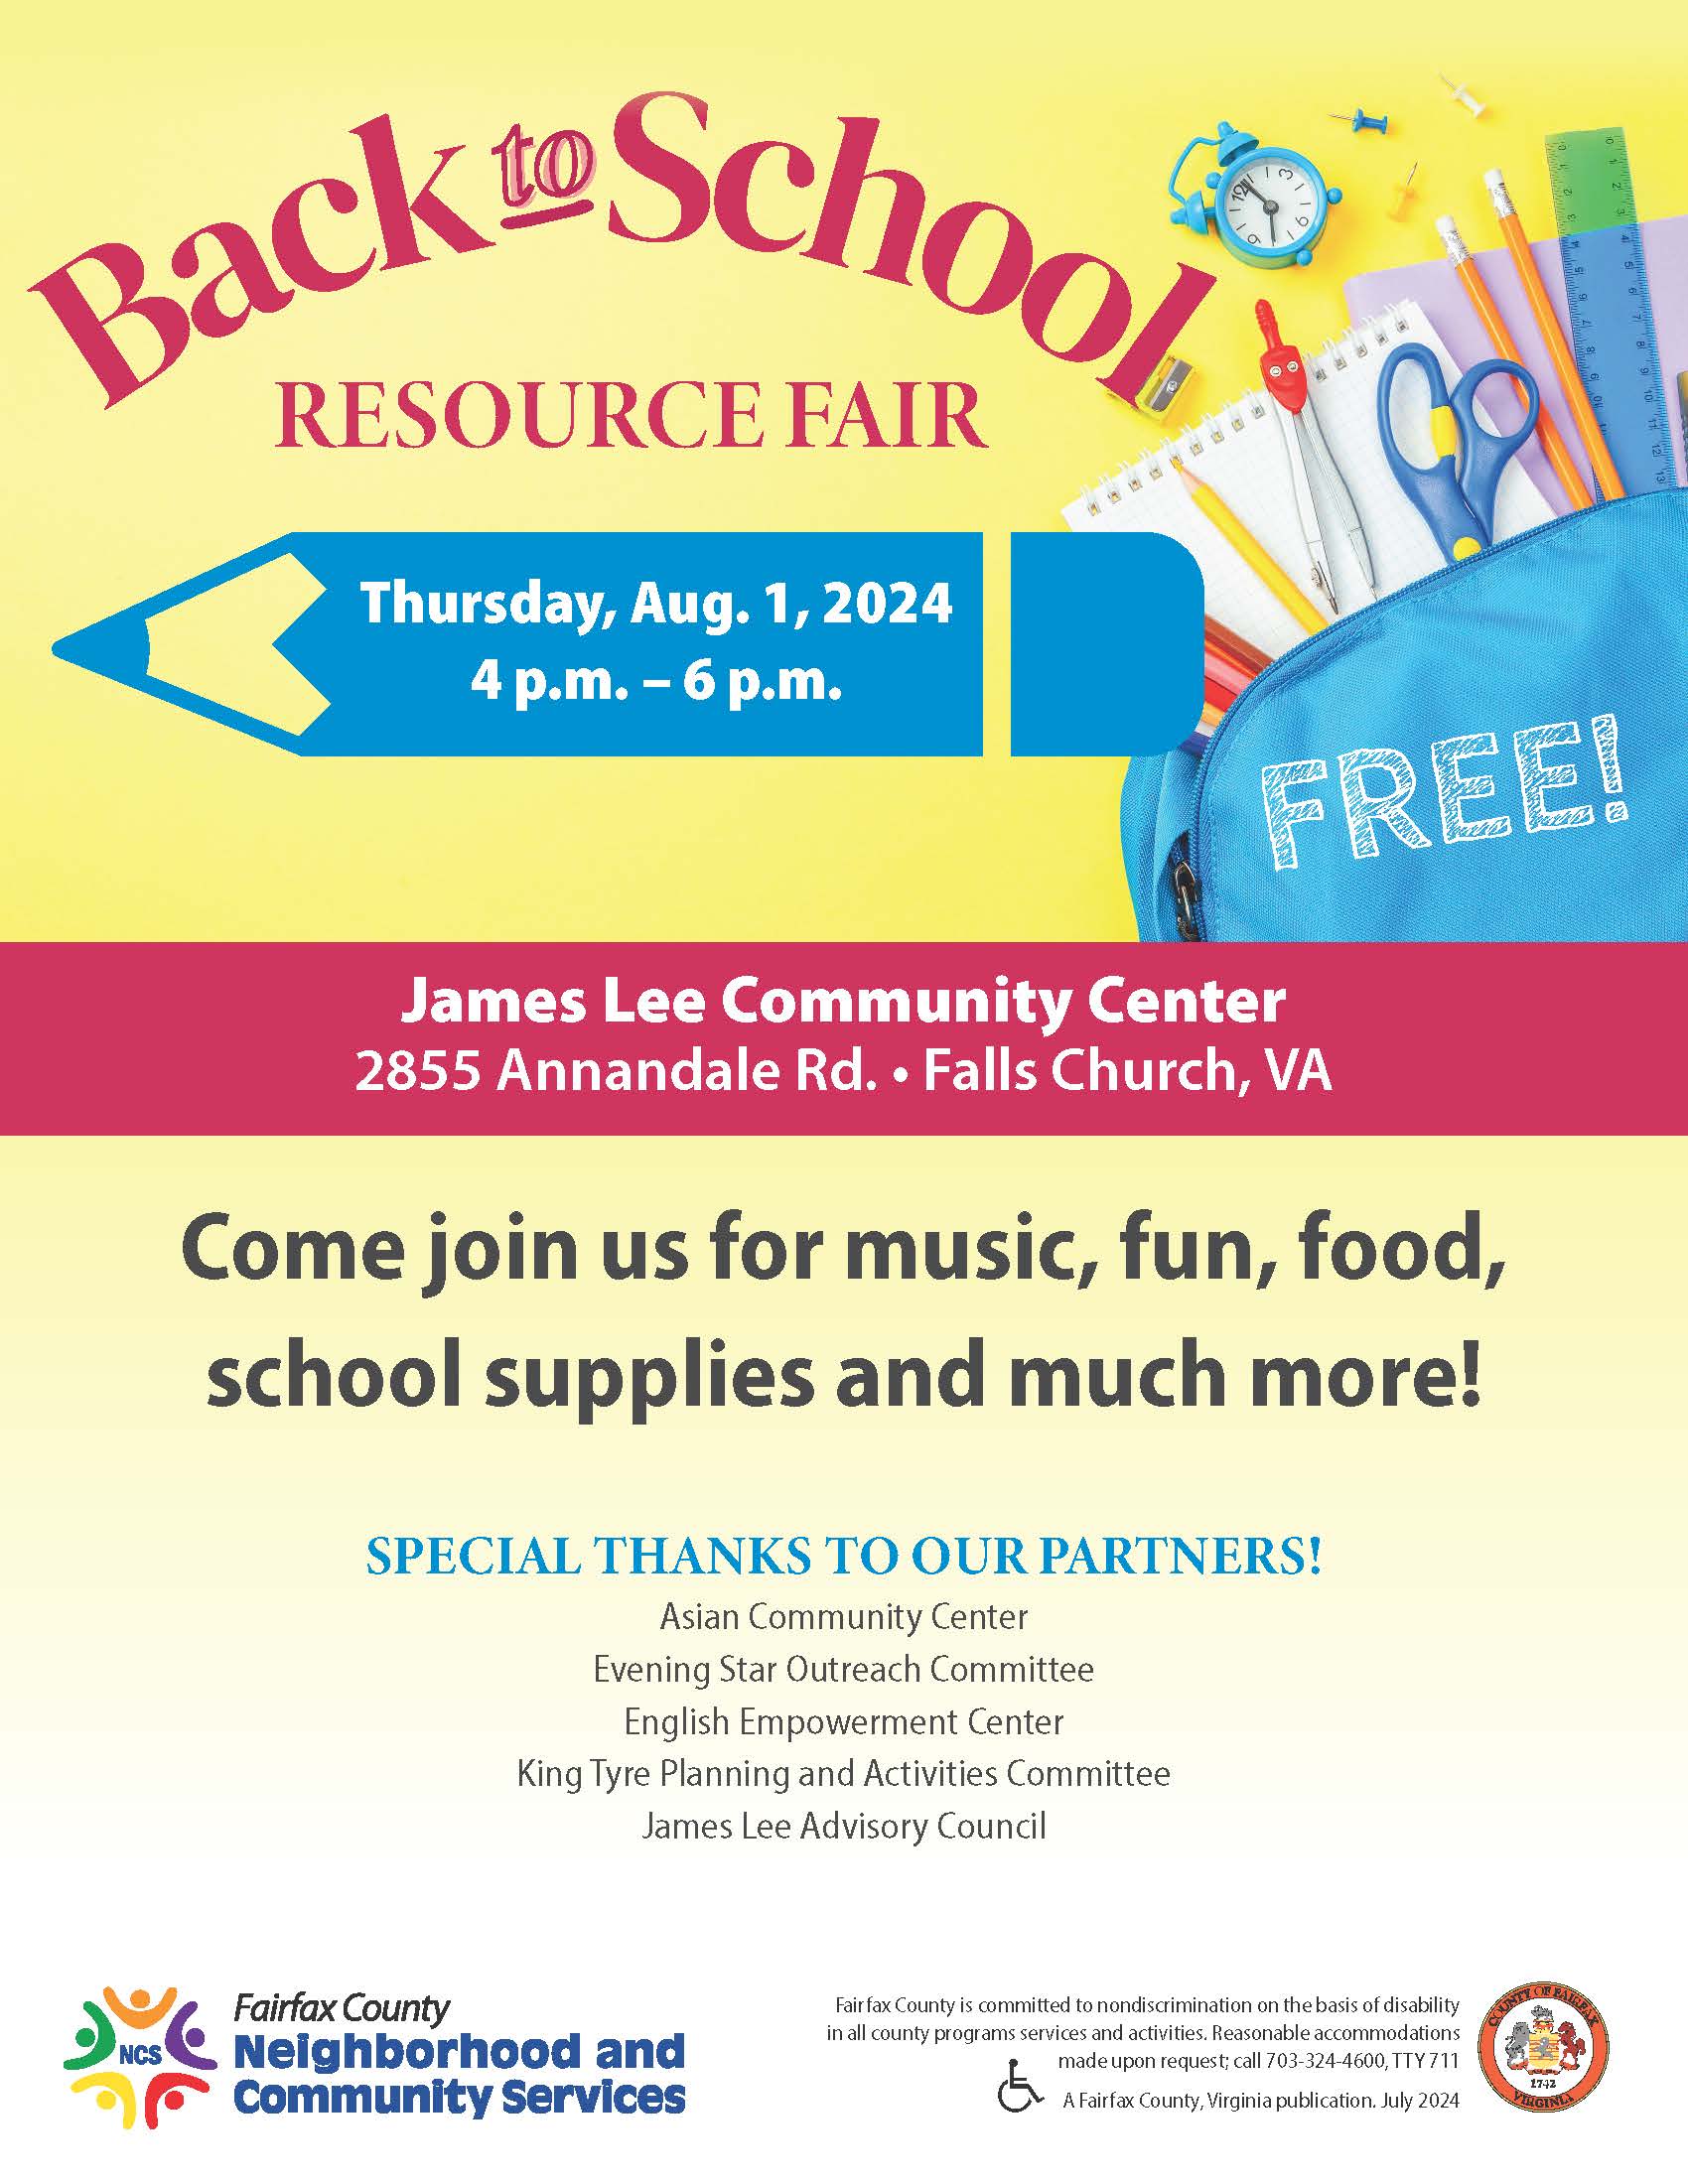 Back to School
RESOURCE FAIR
Thursday, Aug. 1, 2024
4 p.m. – 6 p.m.
FREE!
James Lee Community Center
2855 Annandale Rd. • Falls Church, VA
Come join us for music, fun, food,
school supplies and much more!
SPECIAL THANKS TO OUR PARTNERS!
Asian Community Center
Evening Star Outreach Committee
English Empowerment Center
King Tyre Planning and Activities Committee
James Lee Advisory Council
NCS
Fairfax County
Neighborhood and
Community Services
Fairfax County is committed to nondiscrimination on the basis of disability
in all county programs services and activities. Reasonable accommodations
made upon request; call 703-324-4600, TTY 711
A Fairfax County, Virginia publication. July 2024
COUNTY OF FAIRFAX
1742
VIRGINIA